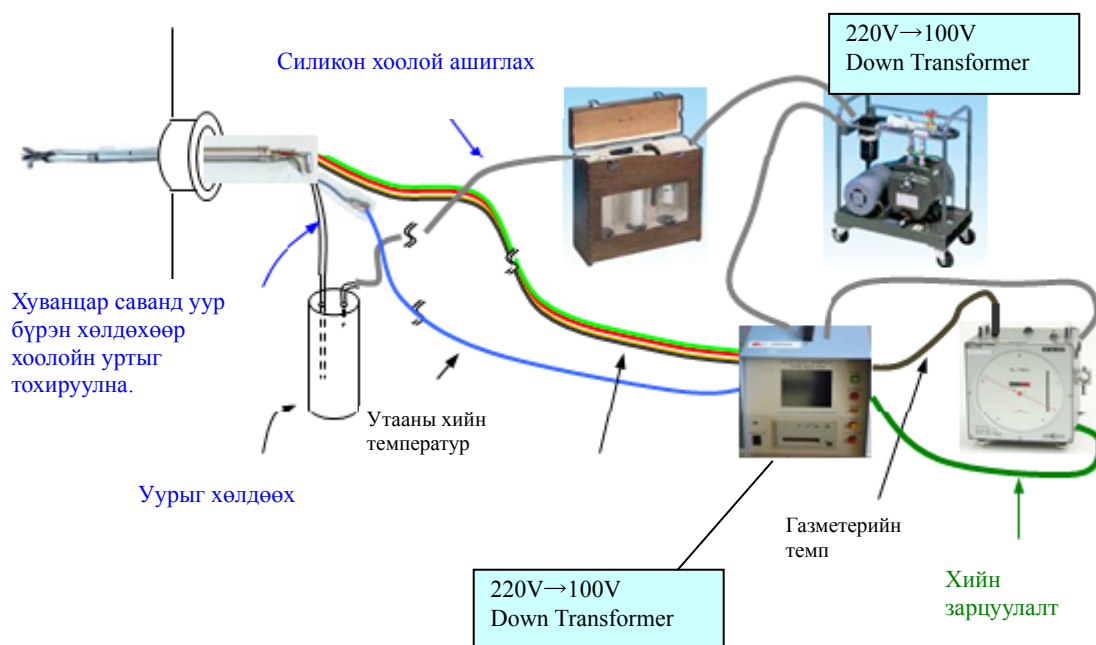 220V→100V
Down Transformer
Силикон хоолой ашиглах
Хуванцар саванд уур
бүрэн хөлдөхөөр
хоолойн уртыг
тохируулна.
Утааны хийн
температур
Уурыг хөлдөөх
Газметерийн
темп
220V→100V
Down Transformer
Хийн
зарцуулалт